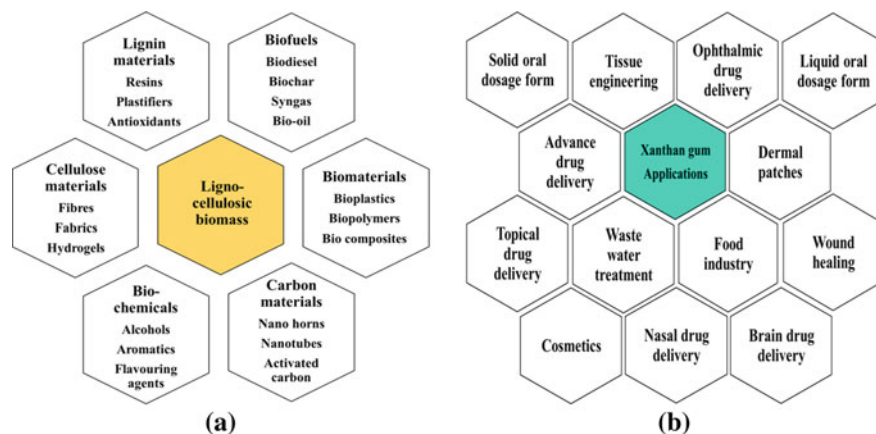 Lignin
materials
Resins
Plastifiers
Antioxidants
Biofuels
Biodiesel
Biochar
Syngas
Bio-oil
Cellulose
materials
Fibres
Fabrics
Hydrogels
Ligno-
cellulosic
biomass
Biomaterials
Bioplastics
Biopolymers
Bio composites
Bio-
chemicals
Alcohols
Aromatics
Flavouring
agents
Carbon
materials
Nano horns
Nanotubes
Activated
carbon
(a)
Solid oral
dosage form
Tissue
engineering
Ophthalmic
drug
delivery
Liquid oral
dosage form
Advance
drug
delivery
Xanthan gum
Applications
Dermal
patches
Topical
drug
delivery
Waste
water
treatment
Food
industry
Wound
healing
Cosmetics
Nasal drug
delivery
Brain drug
delivery
(b)